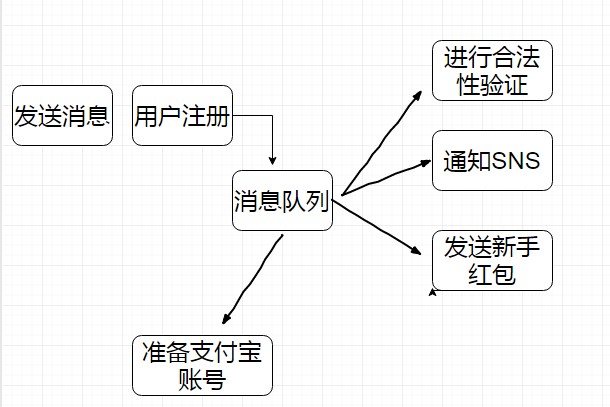 进行合法
性验证
发送消息
用户注册
通知SNS
消息队列
发送新手
红包
准备支付宝
账号